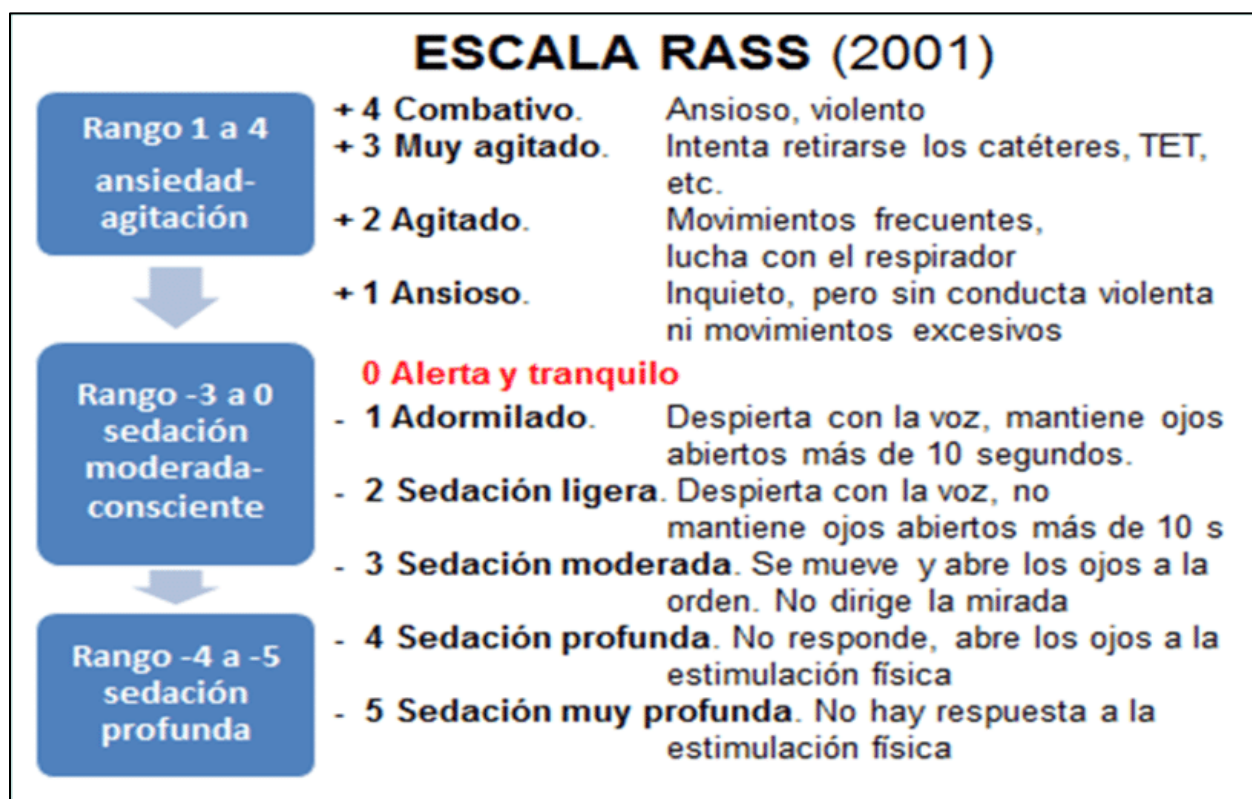 ESCALA RASS (2001)
Rango 1 a 4
ansiedad-
agitación
+ 4 Combativo. Ansioso, violento
+ 3 Muy agitado. Intenta retirarse los catéteres, TET,
etc.
+ 2 Agitado. Movimientos frecuentes,
lucha con el respirador
+ 1 Ansioso. Inquieto, pero sin conducta violenta
ni movimientos excesivos
Rango -3 a 0
sedación
moderada-
consciente
0 Alerta y tranquilo
- 1 Adormilado. Despierta con la voz, mantiene ojos
abiertos más de 10 segundos.
- 2 Sedación ligera. Despierta con la voz, no
mantiene ojos abiertos más de 10 s
- 3 Sedación moderada. Se mueve y abre los ojos a la
orden. No dirige la mirada
Rango -4 a -5
sedación
profunda
- 4 Sedación profunda. No responde, abre los ojos a la
estimulación física
- 5 Sedación muy profunda. No hay respuesta a la
estimulación física